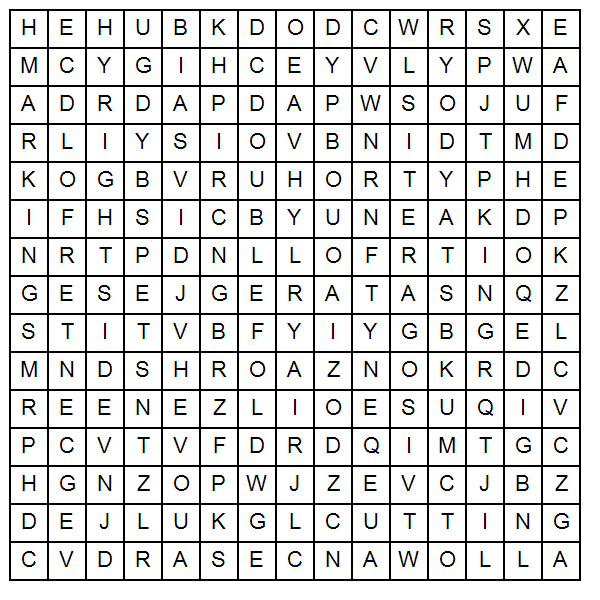 H E H U B K D O D C W R S X E
M C Y G I H C E Y V L Y P W A
A D R D A P D A P W S O J U F
R L I Y S I O V B N I D T M D
K O G B V R U H O R T Y P H E
I F H S I C B Y U N E A K D P
N R T P D N L L O F R T I O K
G E S E J G E R A T A S N Q Z
S T I T V B F Y I Y G B G E L
M N D S H R O A Z N O K R D C
R E E N E Z L I O E S U Q I V
P C V T V F D R D Q I M T G C
H G N Z O P W J Z E V C J B Z
D E J L U K G L C U T T I N G
C V D R A S E C N A W O L L A